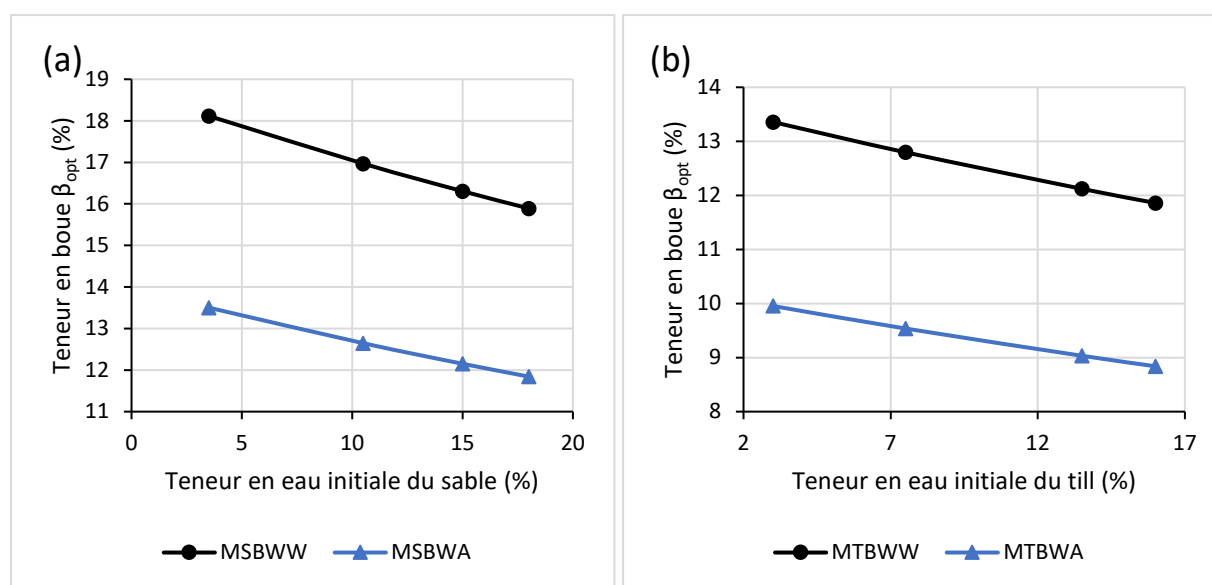 (a)
Teneur en boue βopt (%)
19
18
17
16
15
14
13
12
11
0 5 10 15 20
Teneur en eau initiale du sable (%)
MSBWW MSBWA
(b)
Teneur en boue βopt (%)
14
13
12
11
10
9
8
2 7 12 17
Teneur en eau initiale du till (%)
MTBWW MTBWA